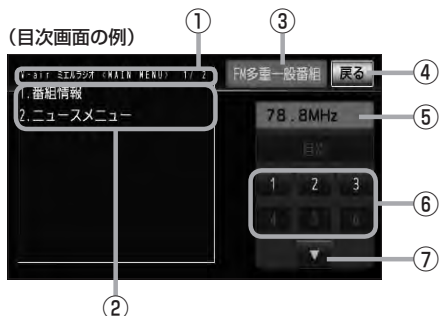 (目次画面の例)
① ③
V-air ミエルラジオ <MAIN MENU> 1/ 2 FM多重一般番組 戻る ④
1.番組情報
2.ニュースメニュー
78.8MHz ⑤
目次
1 2 3
4 5 6 ⑥
▼ ⑦
②